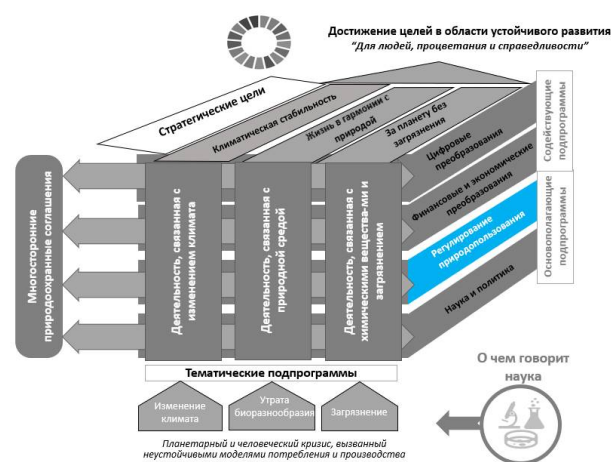 Достижение целей в области устойчивого развития
“Для людей, процветания и справедливости”
Стратегические цели
Климатическая стабильность
Жизнь в гармонии с
природой
За планету без
загрязнения
Цифровые
преобразования
Финансовые и экономические
преобразования
Регулирование
природопользования
Наука и политика
Содействующие
подпрограммы
Основополагающие
подпрограммы
Многосторонние
природоохранные соглашения
Деятельность, связанная с
изменением климата
Деятельность, связанная с
природной средой
Деятельность, связанная с
химическими вещества-ми и
загрязнением
Тематические подпрограммы
Изменение
климата
Утрата
биоразнообразия
Загрязнение
О чем говорит
наука
Планетарный и человеческий кризис, вызванный
неустойчивыми моделями потребления и производства